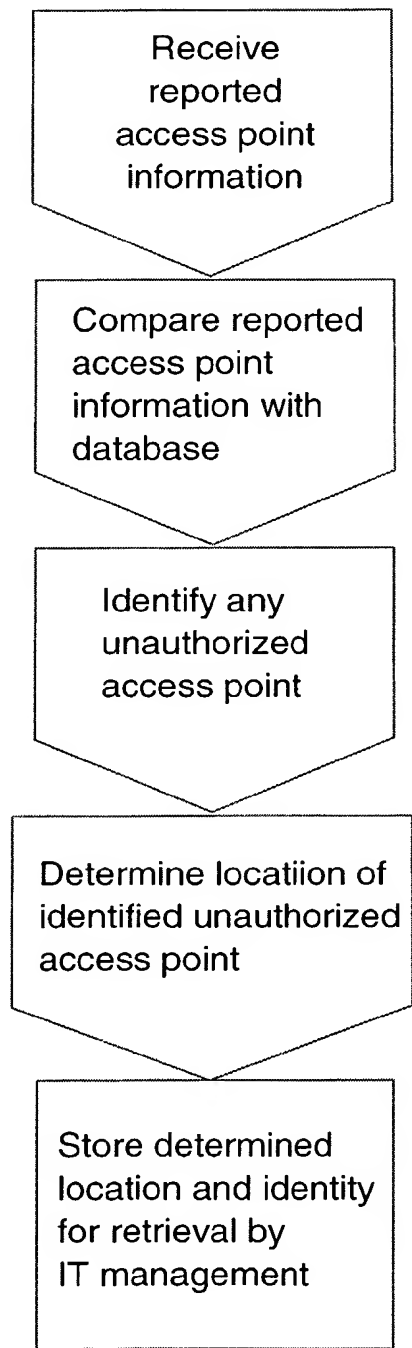 Receive
reported
access point
information
Compare reported
access point
information with
database
Identify any
unauthorized
access point
Determine locatiion of
identified unauthorized
access point
Store determined
location and identity
for retrieval by
IT management